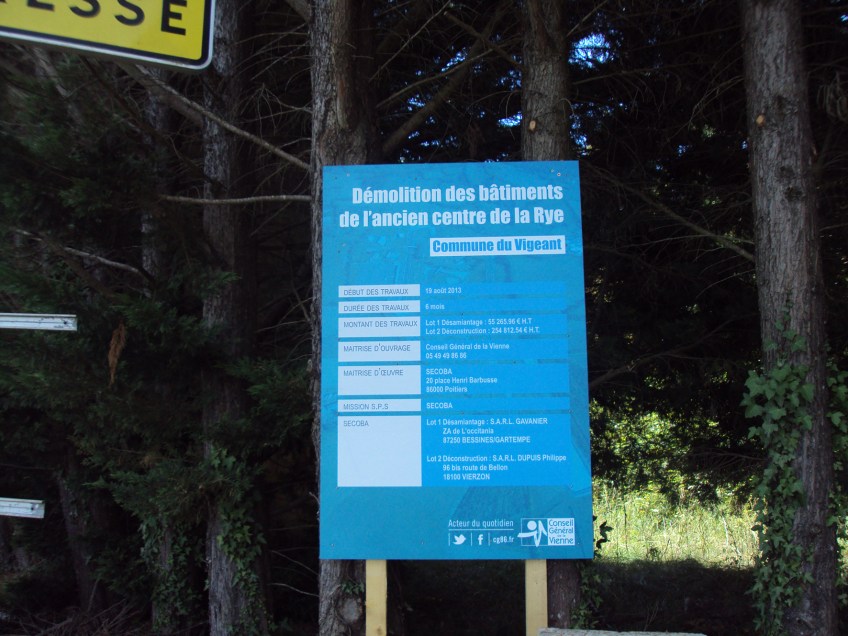 ESSE
Démolition des bâtiments
de l'ancien centre de la Rye
Commune du Vigeant
DÉBUT DES TRAVAUX 19 août 2013
DURÉE DES TRAVAUX 6 mois
MONTANT DES TRAVAUX Lot 1 Désamiantage : 55 265.96 € H.T
Lot 2 Déconstruction : 254 812.54 € H.T.
MAITRISE D'OUVRAGE Conseil Général de la Vienne
05 49 49 86 86
MAITRISE D'ŒUVRE SECOBA
20 place Henri Barbusse
86000 Poitiers
MISSION S.P.S SECOBA
SECOBA Lot 1 Désamiantage : S.A.R.L. GAVANIER
ZA de L'occitania
87250 BESSINES/GARTEMPE
Lot 2 Déconstruction : S.A.R.L. DUPUIS Philippe
96 bis route de Bellon
18100 VIERZON
Acteur du quotidien
cg86.fr
Conseil
Général
Vienne